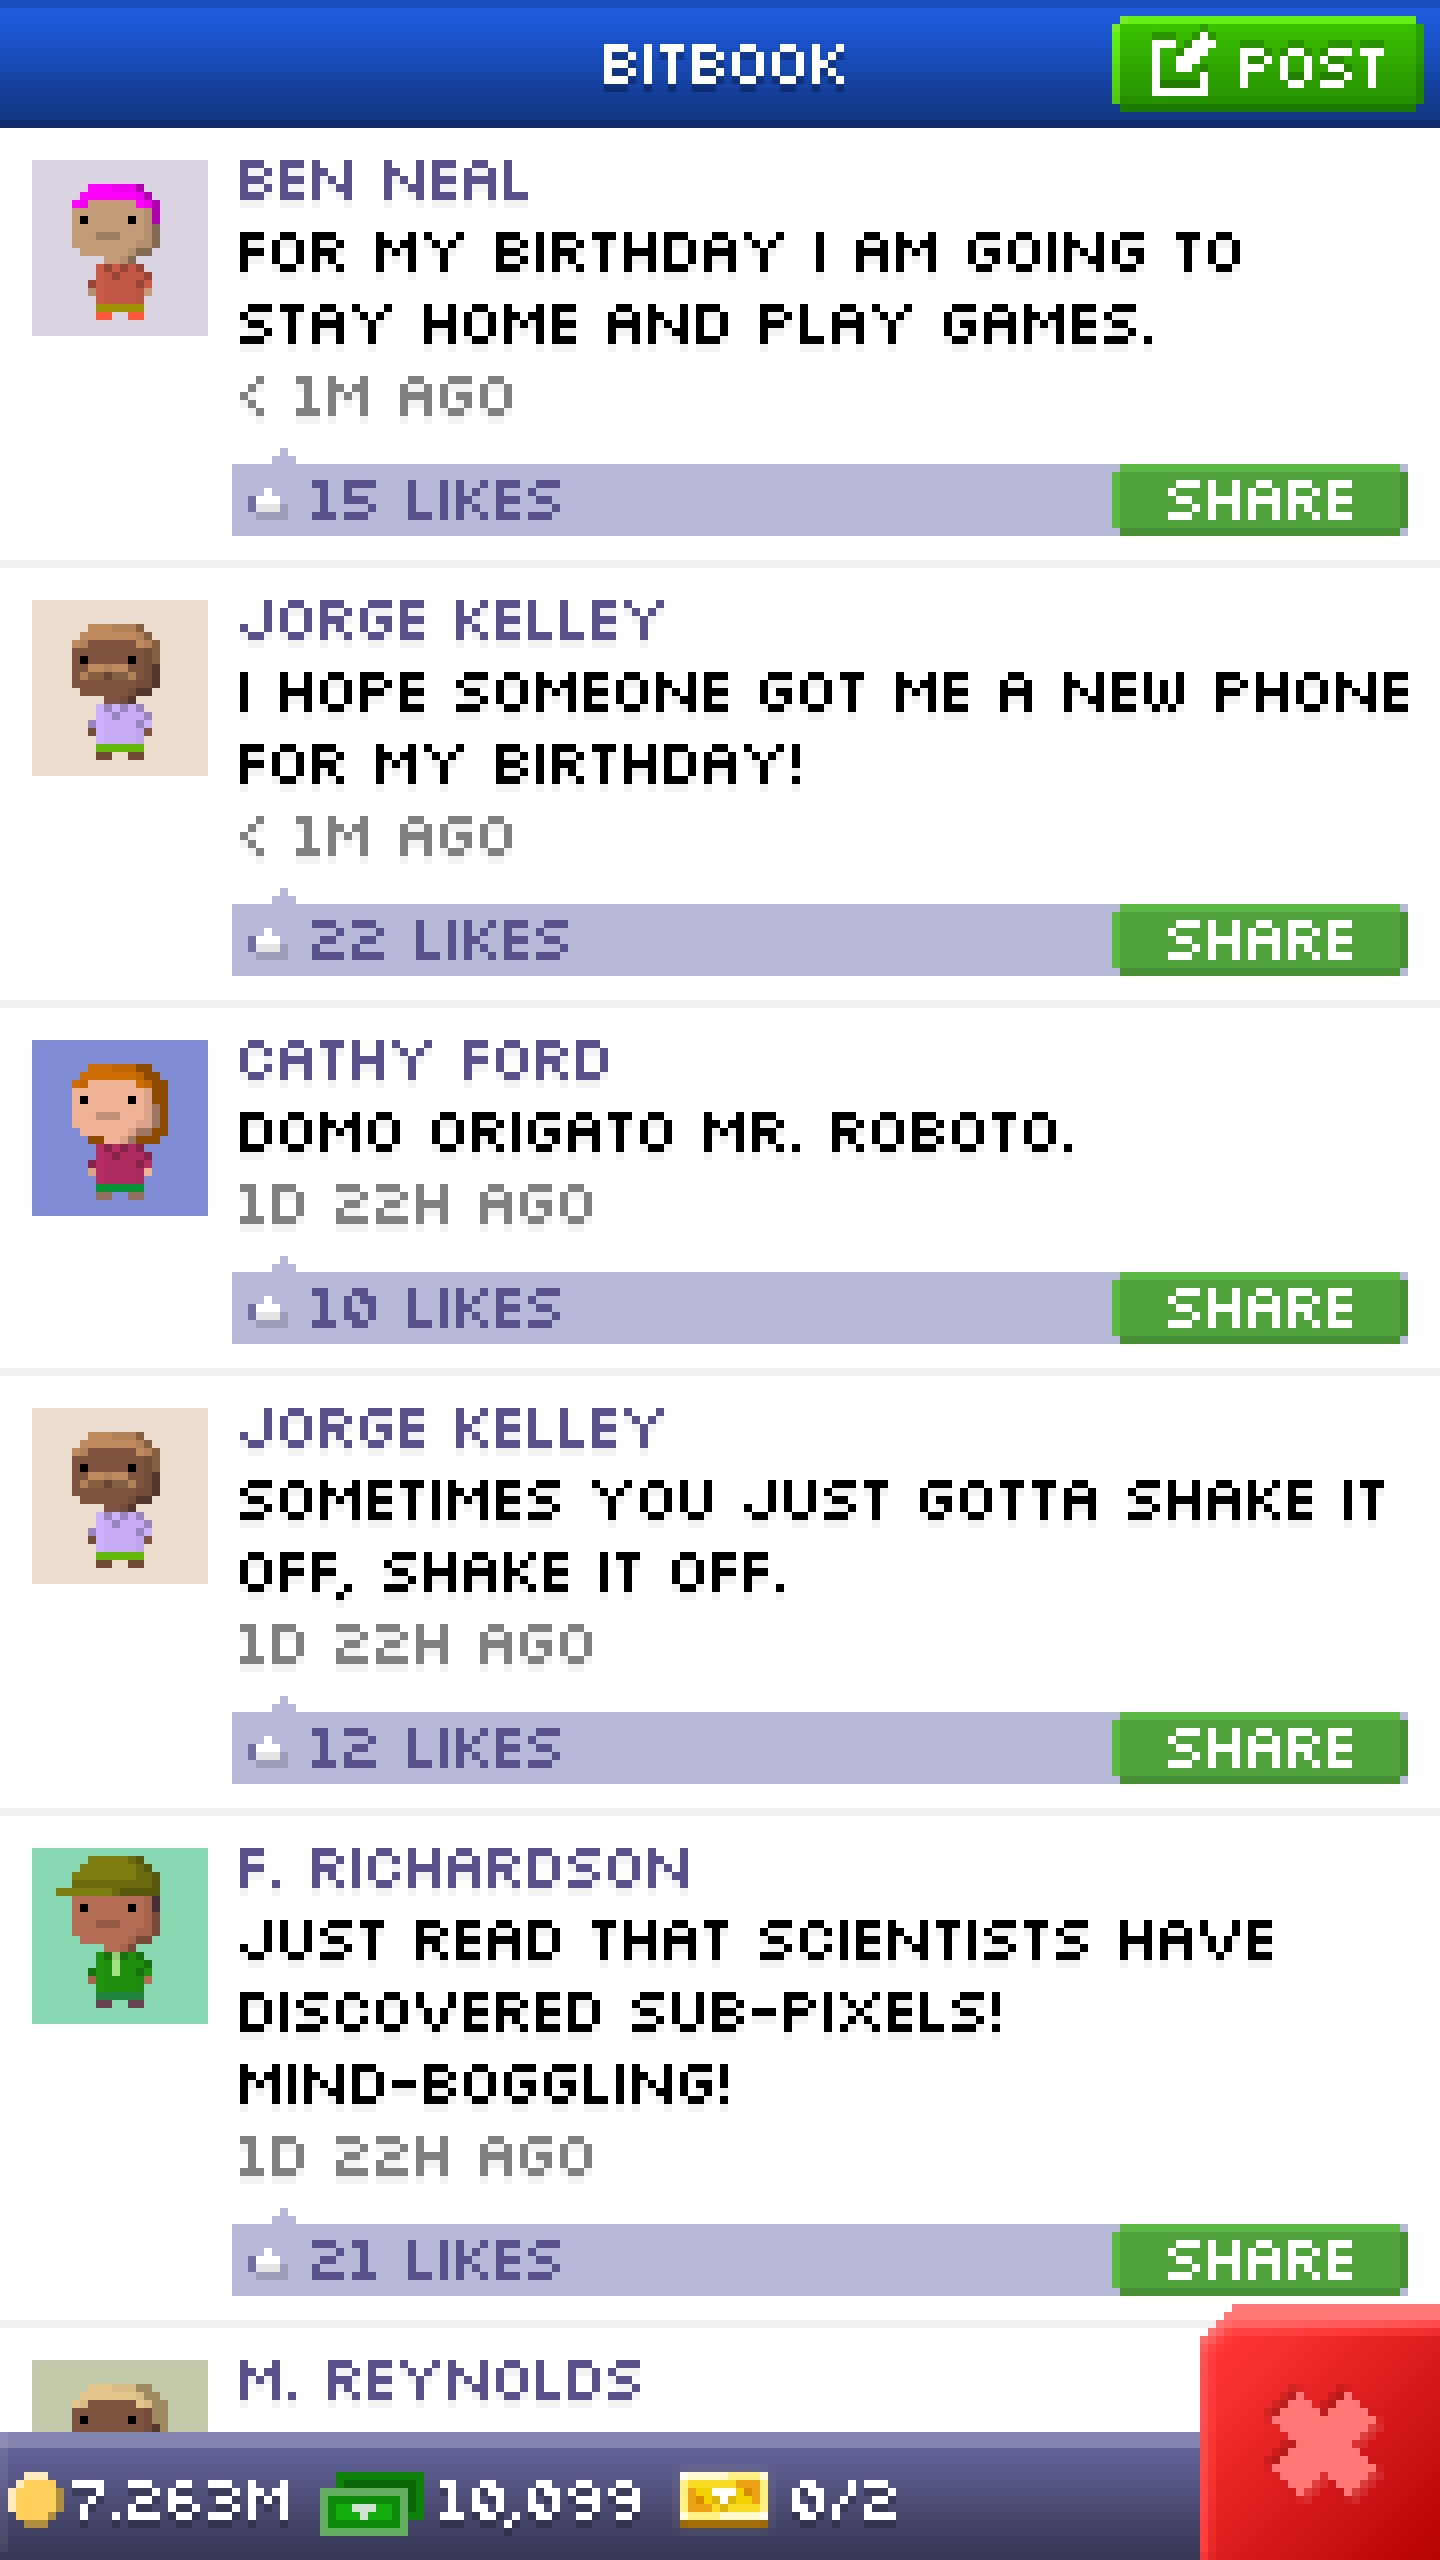 BITBOOK
POST
BEN NEAL
FOR MY BIRTHDAY I AM GOING TO
STAY HOME AND PLAY GAMES.
< 1M AGO
15 LIKES
SHARE
JORGE KELLEY
I HOPE SOMEONE GOT ME A NEW PHONE
FOR MY BIRTHDAY!
< 1M AGO
22 LIKES
SHARE
CATHY FORD
DOMO ORIGATO MR. ROBOTO.
1D 22H AGO
10 LIKES
SHARE
JORGE KELLEY
SOMETIMES YOU JUST GOTTA SHAKE IT
OFF, SHAKE IT OFF.
1D 22H AGO
12 LIKES
SHARE
F. RICHARDSON
JUST READ THAT SCIENTISTS HAVE
DISCOVERED SUB-PIXELS!
MIND-BOGGLING!
1D 22H AGO
21 LIKES
SHARE
M. REYNOLDS
7.263M 10,099 0/2